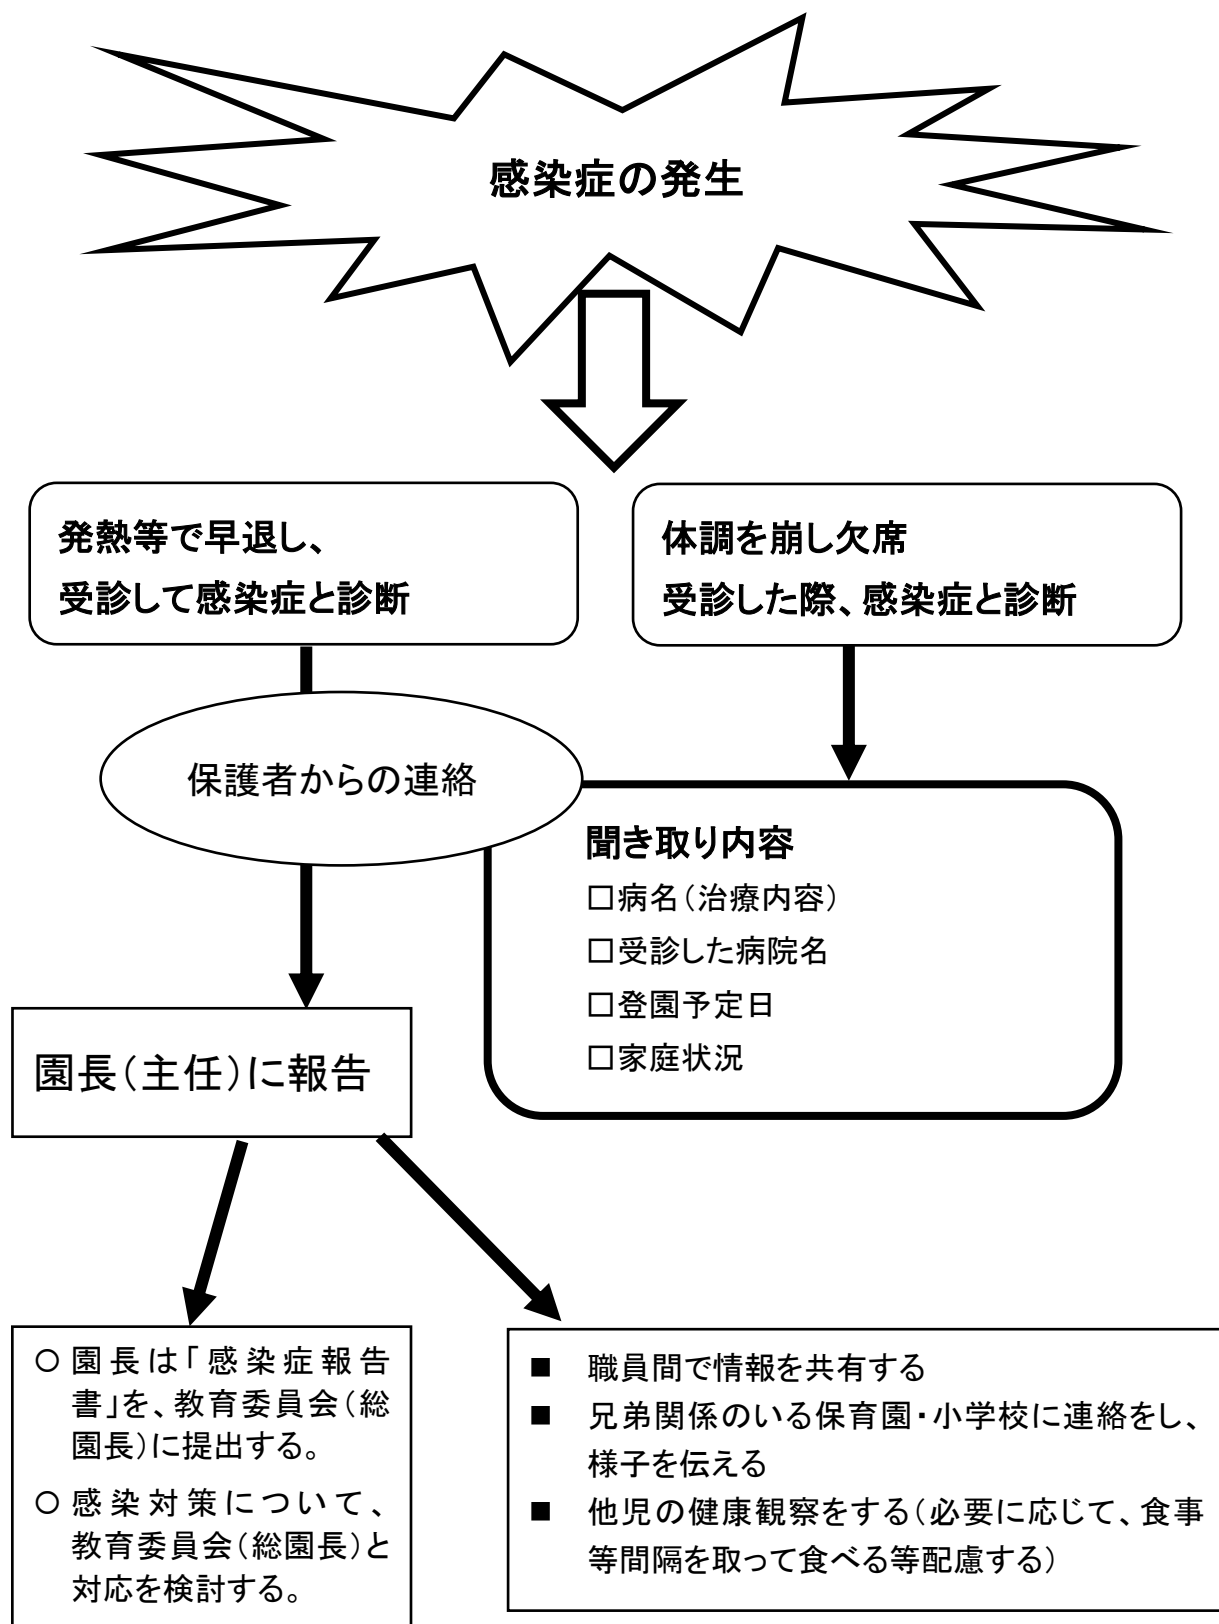 感染症の発生
発熱等で早退し、
受診して感染症と診断
体調を崩し欠席
受診した際、感染症と診断
保護者からの連絡
聞き取り内容
□病名(治療内容)
□受診した病院名
□登園予定日
□家庭状況
園長(主任)に報告
○ 園長は「感染症報告
書」を、教育委員会(総
園長)に提出する。
○ 感染対策について、
教育委員会(総園長)と
対応を検討する。
■ 職員間で情報を共有する
■ 兄弟関係のいる保育園・小学校に連絡をし、
様子を伝える
■ 他児の健康観察をする(必要に応じて、食事
等間隔を取って食べる等配慮する)